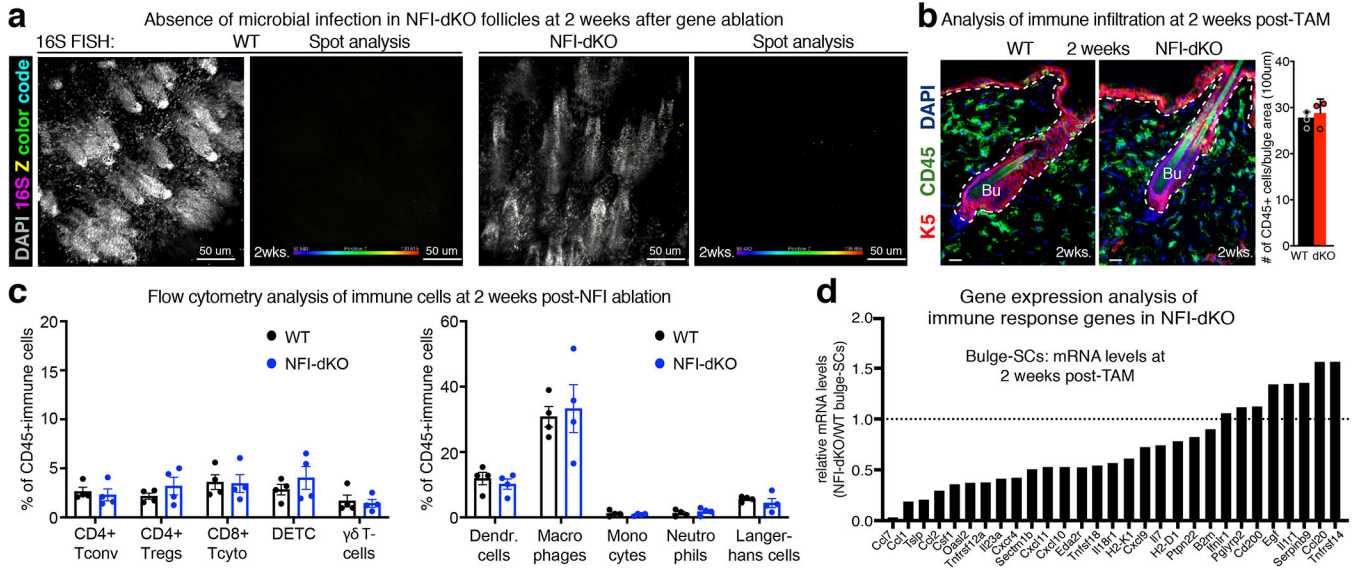 a
Absence of microbial infection in NFI-dKO follicles at 2 weeks after gene ablation
16S FISH:
WT
Spot analysis
NFI-dKO
Spot analysis
DAPI 16S Z color code
50 um
2wks.
Position Z
50 um
50 um
2wks.
Position Z
50 um
b
Analysis of immune infiltration at 2 weeks post-TAM
WT
2 weeks
NFI-dKO
K5 CD45 DAPI
Bu
2wks.
Bu
2wks.
# of CD45+ cells/bulge area (100um)
40
30
20
10
0
WT dKO
c
Flow cytometry analysis of immune cells at 2 weeks post-NFI ablation
% of CD45+immune cells
20
15
10
5
0
WT
NFI-dKO
CD4+
Tconv
CD4+
Tregs
CD8+
Tcyto
DETC
γδ T-
cells
% of CD45+immune cells
60
40
20
0
WT
NFI-dKO
Dendr.
cells
Macro
phages
Mono
cytes
Neutro
phils
Langer-
hans cells
d
Gene expression analysis of
immune response genes in NFI-dKO
Bulge-SCs: mRNA levels at
2 weeks post-TAM
relative mRNA levels
(NFI-dKO/WT bulge-SCs)
2.0
1.5
1.0
0.5
0.0
Ccl7
Ccl1
Tslp
Ccl2
Csf1
Oasl2
Tnfrsf12a
Il23a
Cxcr4
Sectm1b
Cxcl11
Cxcl10
Eda2r
Tnfsf18
Il18r1
H2-K1
Cxcl9
Il7
H2-D1
Ptpn22
B2m
Ifnlr1
Pglyrp2
Cd200
Egf
Il1r1
Serpinb9
Ccl20
Tnfrsf14